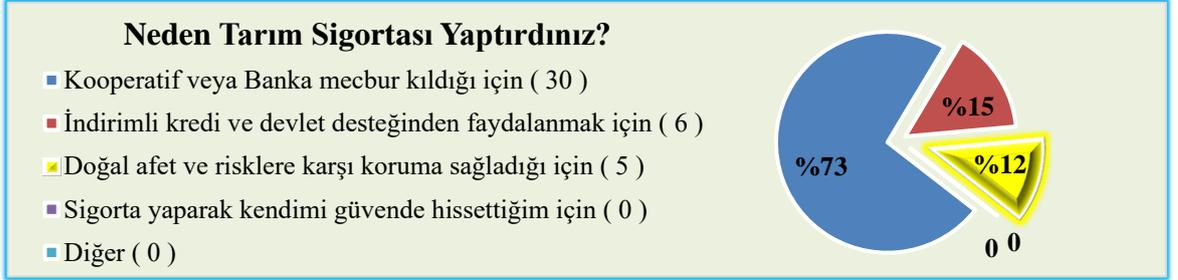 Neden Tarım Sigortası Yaptırdınız?
Kooperatif veya Banka mecbur kıldığı için ( 30 )
İndirimli kredi ve devlet desteğinden faydalanmak için ( 6 )
Doğal afet ve risklere karşı koruma sağladığı için ( 5 )
Sigorta yaparak kendimi güvende hissettiğim için ( 0 )
Diğer ( 0 )
%15
%73
%12
0 0